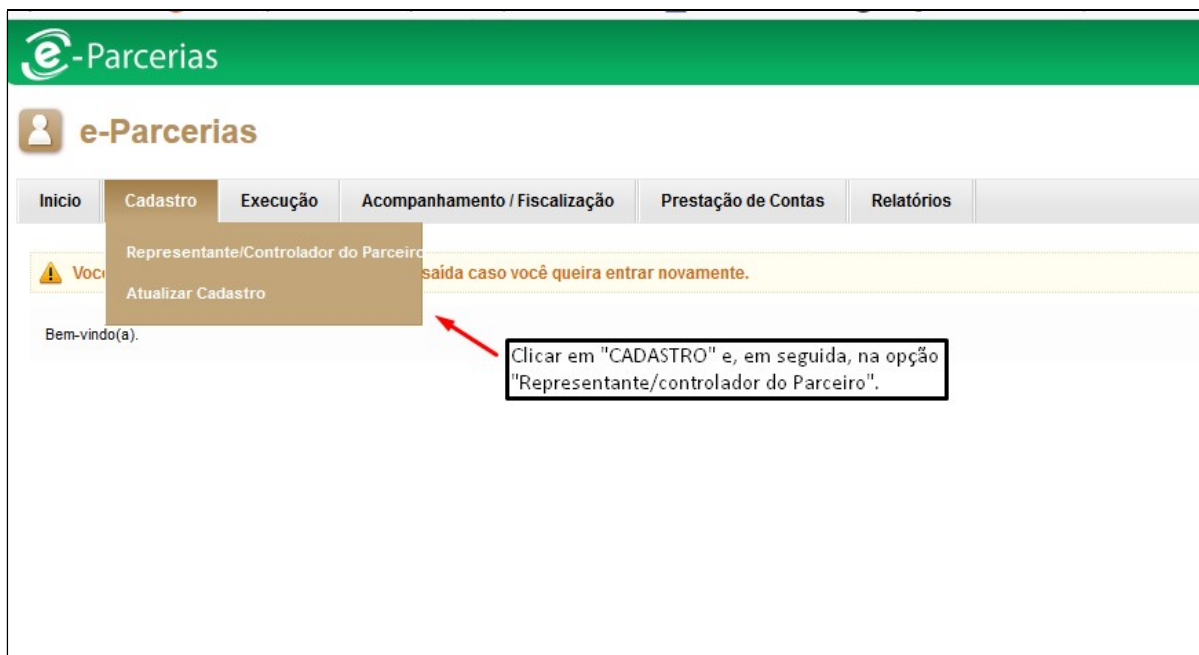 e-Parcerias
e-Parcerias
Inicio Cadastro Execução Acompanhamento / Fiscalização Prestação de Contas Relatórios
Representante/Controlador do Parceiro
saída caso você queira entrar novamente.
Atualizar Cadastro
Bem-vindo(a).
Clicar em "CADASTRO" e, em seguida, na opção
"Representante/controlador do Parceiro".